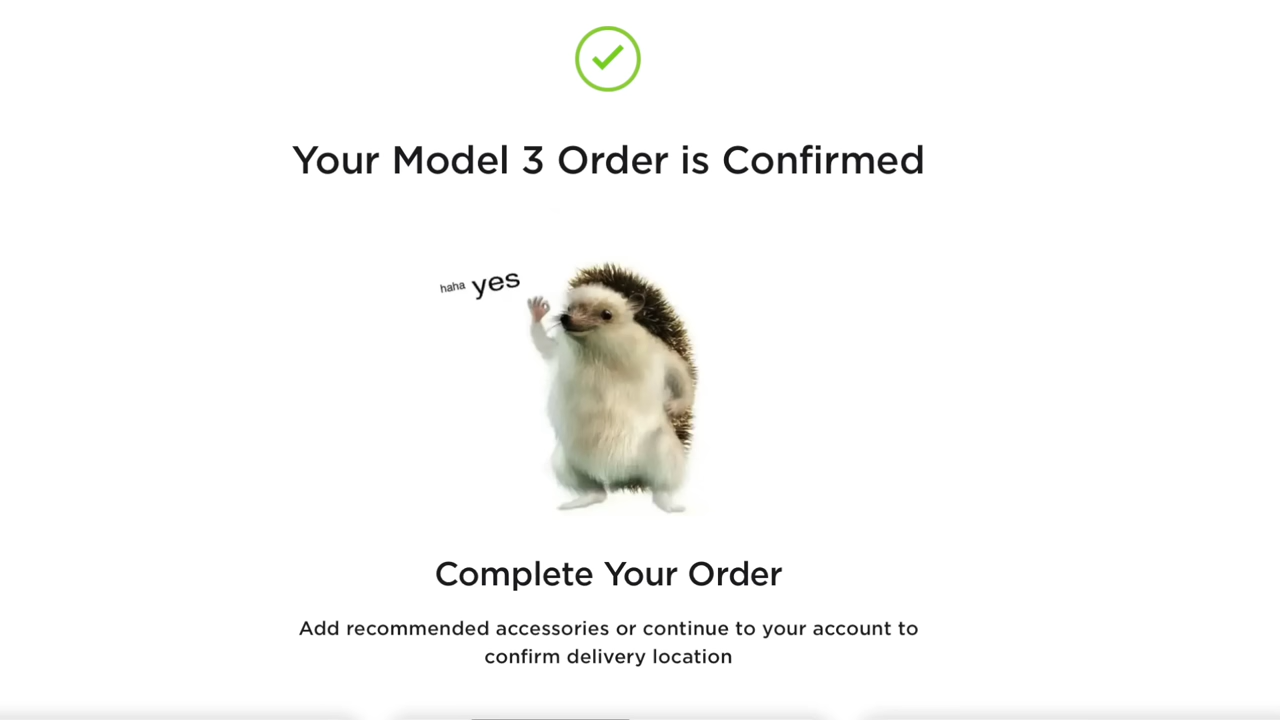 Your Model 3 Order is Confirmed
haha yes
Complete Your Order
Add recommended accessories or continue to your account to
confirm delivery location